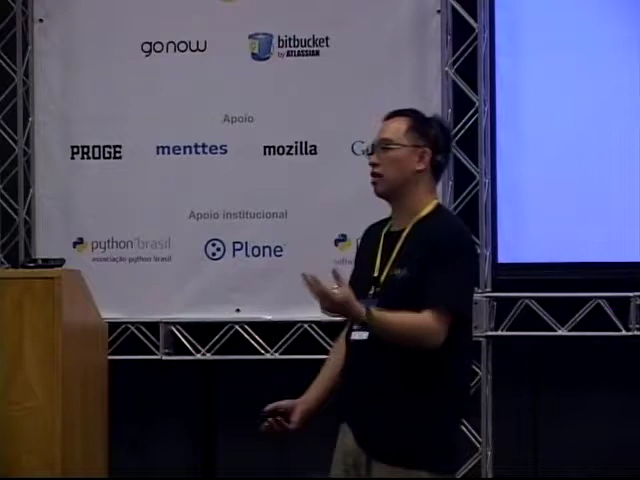 gonow
bitbucket
by ATLASSIAN
Apoio
PROGE
menttes
mozilla
Apoio institucional
python brasil
associação python brasil
Plone